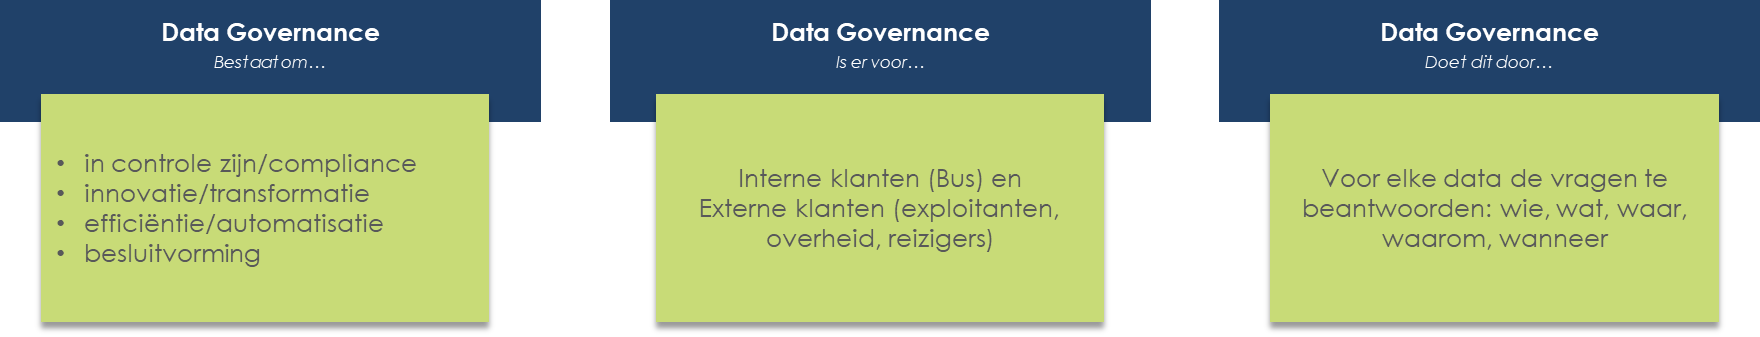 Data Governance
Bestaat om…
• in controle zijn/compliance
• innovatie/transformatie
• efficiëntie/automatisatie
• besluitvorming
Data Governance
Is er voor…
Interne klanten (Bus) en
Externe klanten (exploitanten,
overheid, reizigers)
Data Governance
Doet dit door…
Voor elke data de vragen te
beantwoorden: wie, wat, waar,
waarom, wanneer